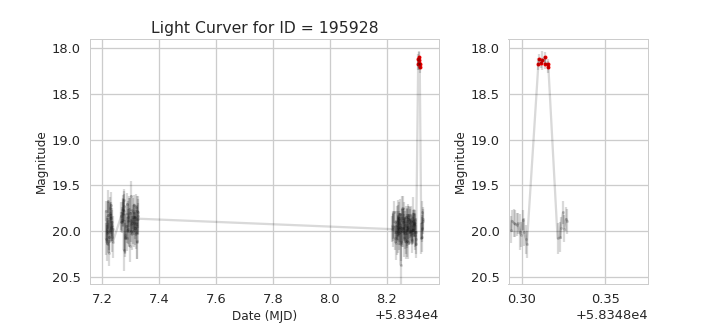 Light Curver for ID = 195928
18.0
18.5
19.0
19.5
20.0
20.5
Magnitude
7.2 7.4 7.6 7.8 8.0 8.2
Date (MJD)
+5.834e4
18.0
18.5
19.0
19.5
20.0
20.5
Magnitude
0.30 0.35
+5.8348e4